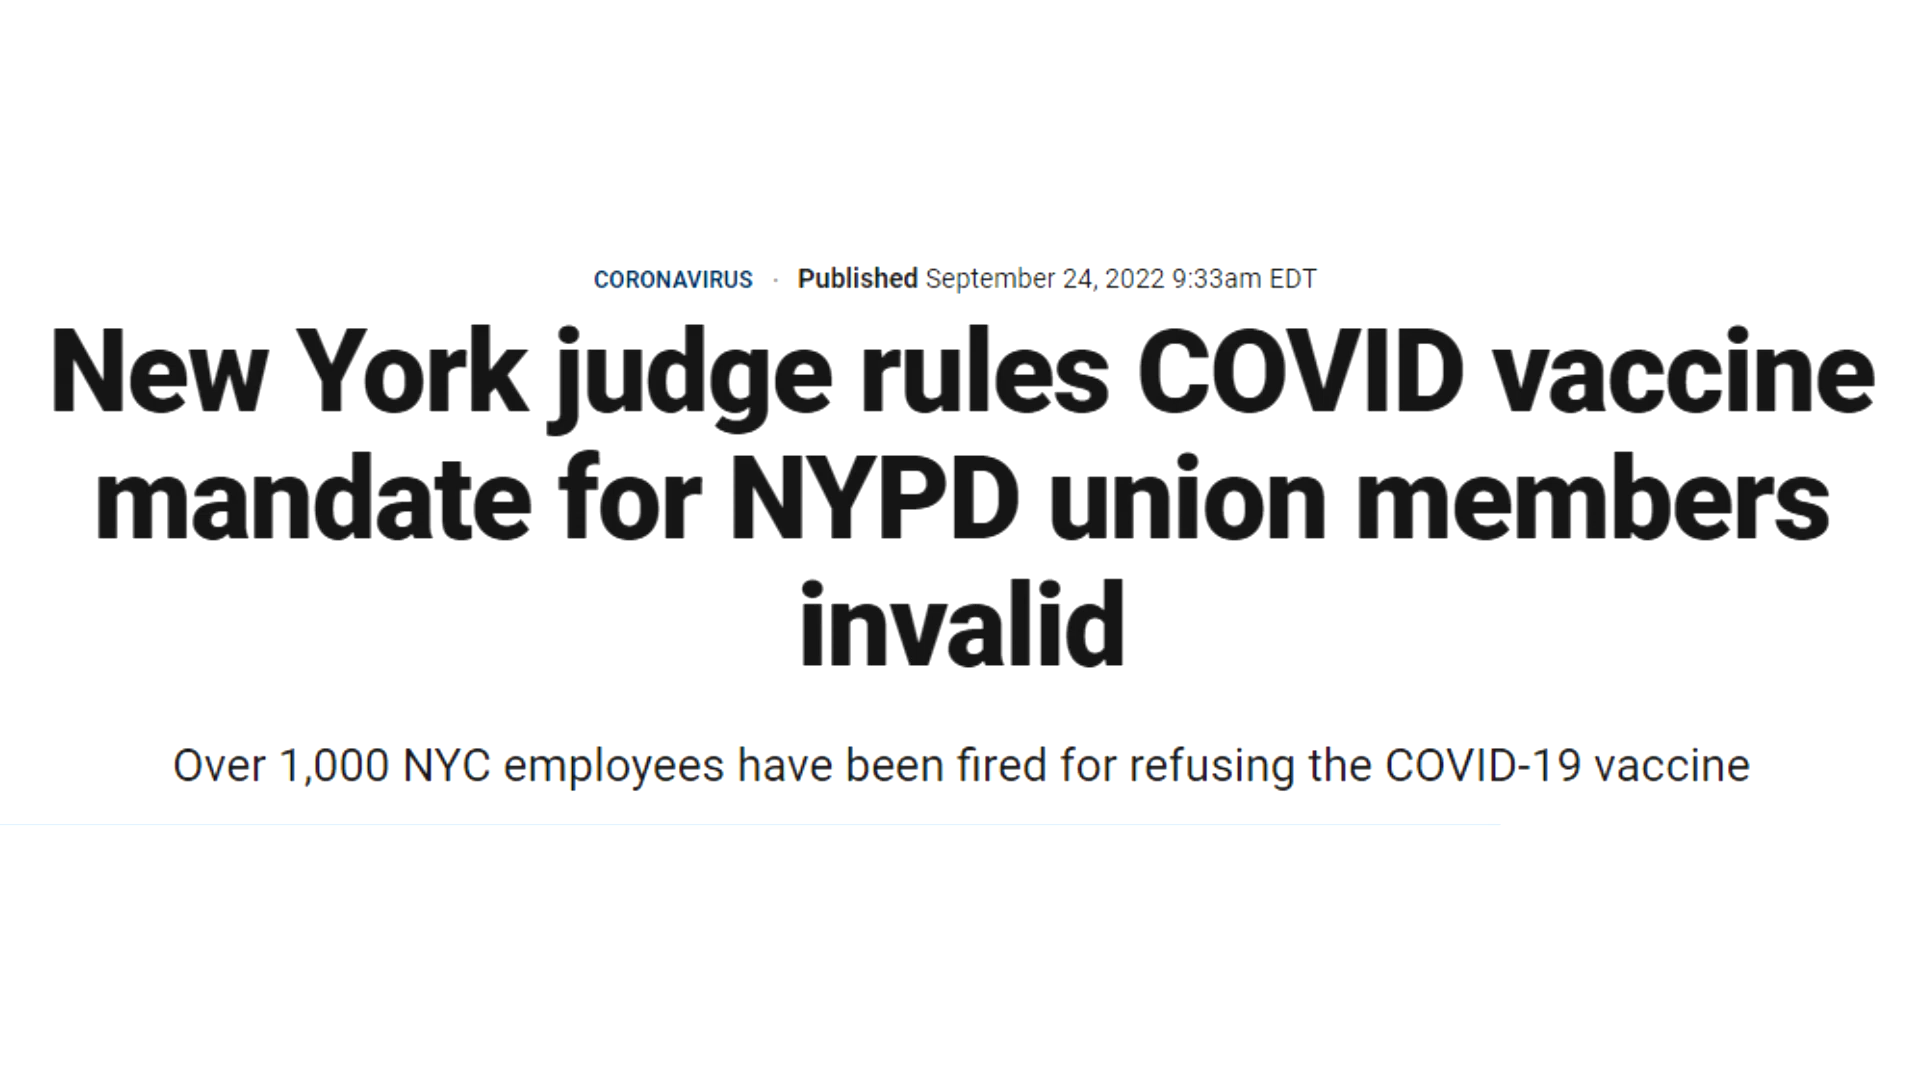 CORONAVIRUS · Published September 24, 2022 9:33am EDT
New York judge rules COVID vaccine
mandate for NYPD union members
invalid
Over 1,000 NYC employees have been fired for refusing the COVID-19 vaccine